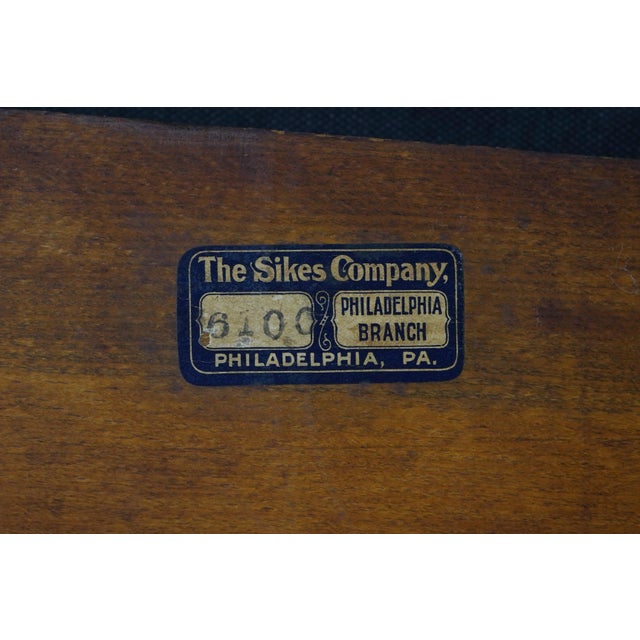 The Sikes Company,
6100
PHILADELPHIA
BRANCH
PHILADELPHIA, PA.